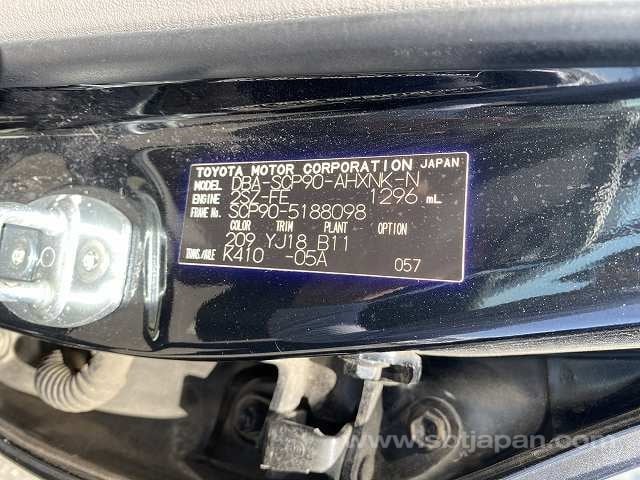 TOYOTA MOTOR CORPORATION JAPAN
MODEL DBA-SCP90-AHXNK-N
ENGINE 2SZ-FE 1296 mL
FRAME No. SCP90-5188098
COLOR TRIM PLANT OPTION
209 YJ18 B11
TRANS./AXLE K410 -05A 057
www.sbtjapan.com